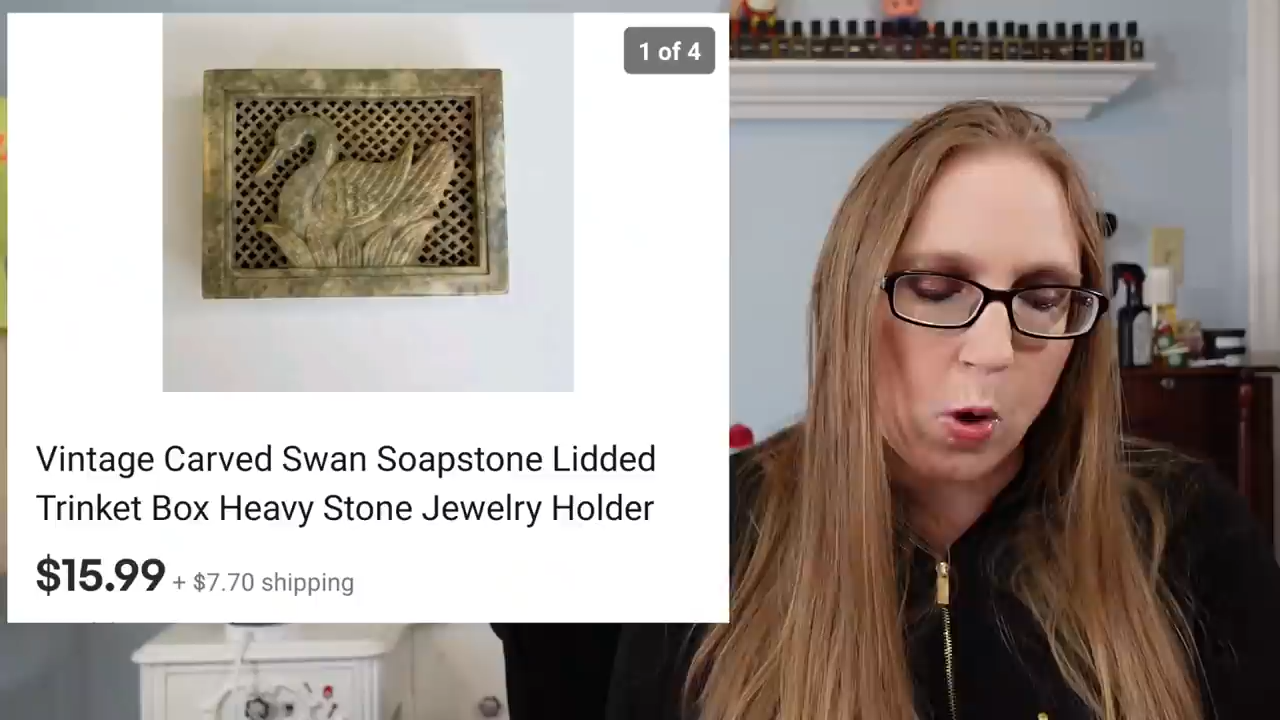 1 of 4
Vintage Carved Swan Soapstone Lidded
Trinket Box Heavy Stone Jewelry Holder
$15.99 + $7.70 shipping